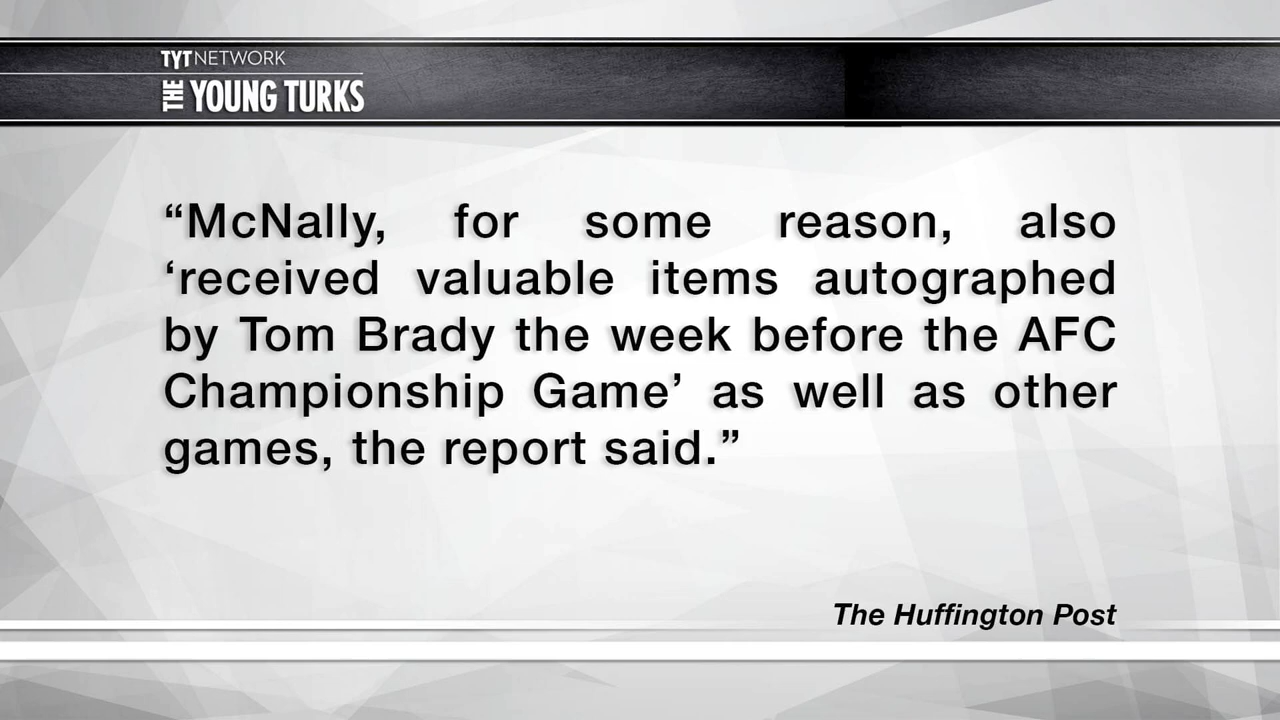 TYT NETWORK
THE YOUNG TURKS
“McNally, for some reason, also
‘received valuable items autographed
by Tom Brady the week before the AFC
Championship Game’ as well as other
games, the report said.”
The Huffington Post